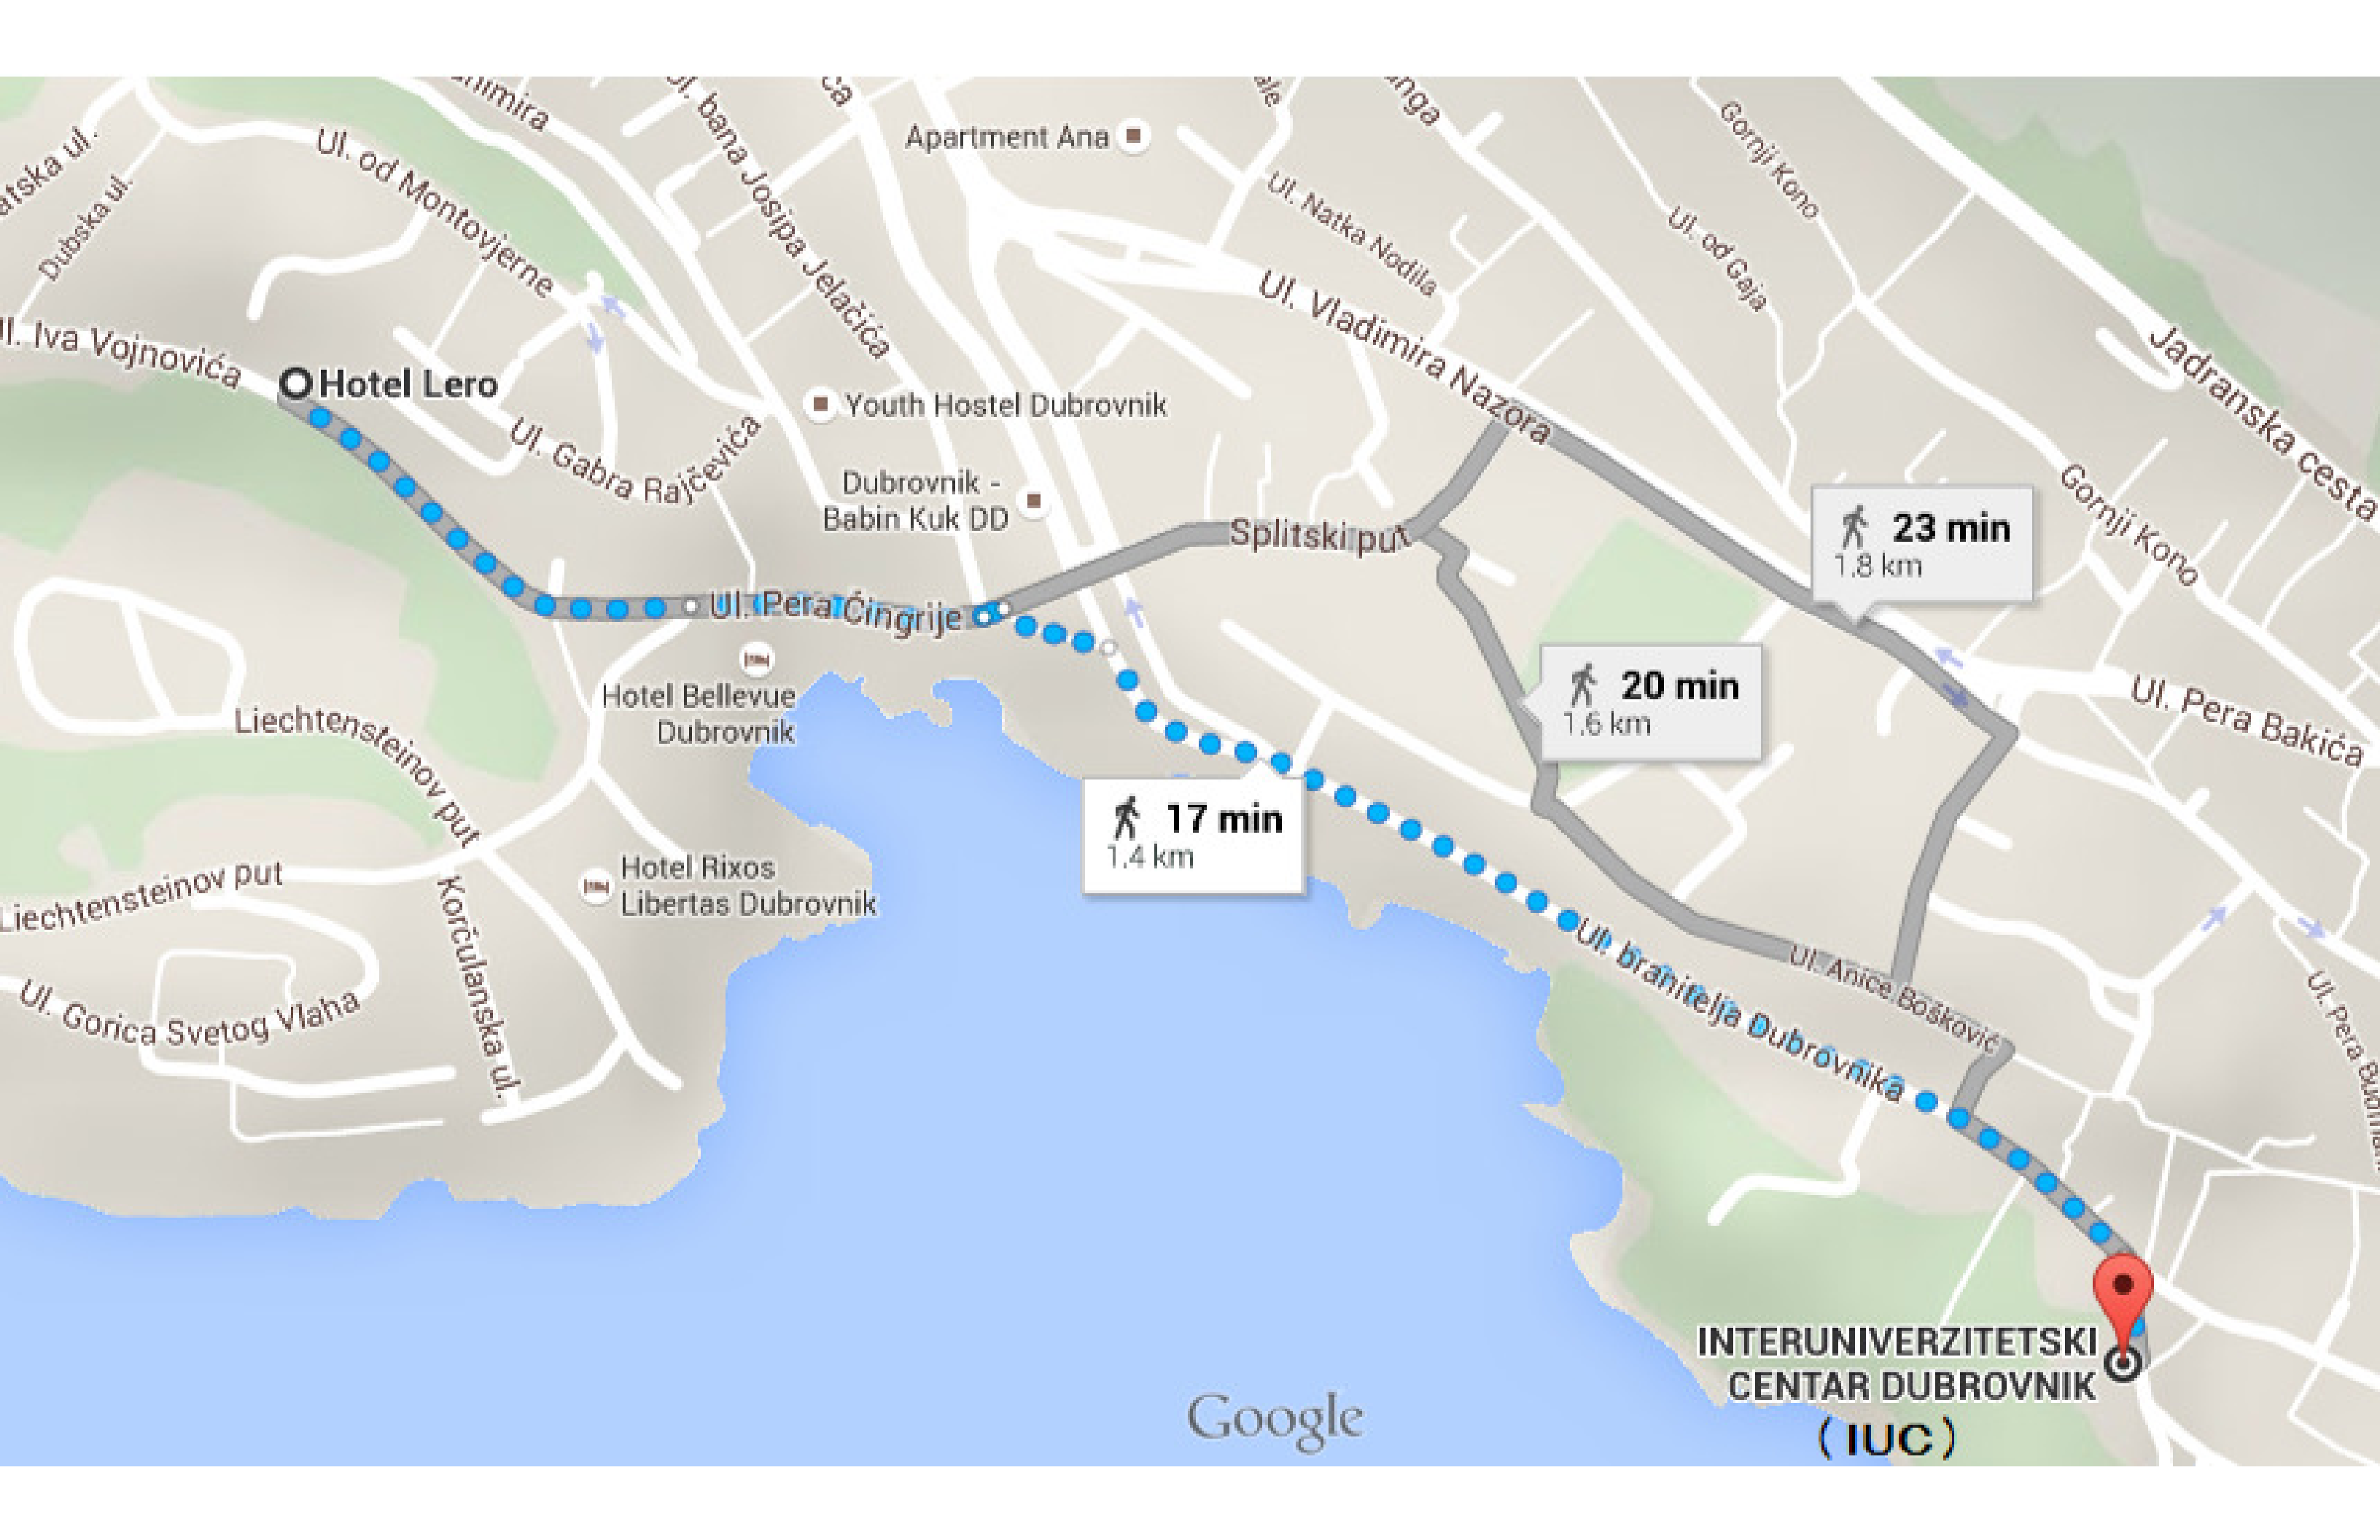 Apartment Ana
Ul. od Montovjerne
Dubska ul.
Ul. Natka Nodila
Gornji Kono
Ul. od Gaja
Ul. bana Josipa Jelačića
Ul. Vladimira Nazora
Iva Vojnovića
Hotel Lero
Youth Hostel Dubrovnik
Jadranska cesta
Ul. Gabra Rajčevića
Dubrovnik -
Babin Kuk DD
Splitski put
23 min
1.8 km
Gornji Kono
Ul. Pera Čingrije
Hotel Bellevue
Dubrovnik
20 min
1.6 km
Ul. Pera Bakića
Liechtensteinov put
17 min
1.4 km
Hotel Rixos
Libertas Dubrovnik
Liechtensteinov put
Korčulanska ul.
Ul. branitelja Dubrovnika
Ul. Anice Bošković
Ul. Gorica Svetog Vlaha
Ul. Pera
INTERUNIVERZITETSKI
CENTAR DUBROVNIK
( IUC )
Google